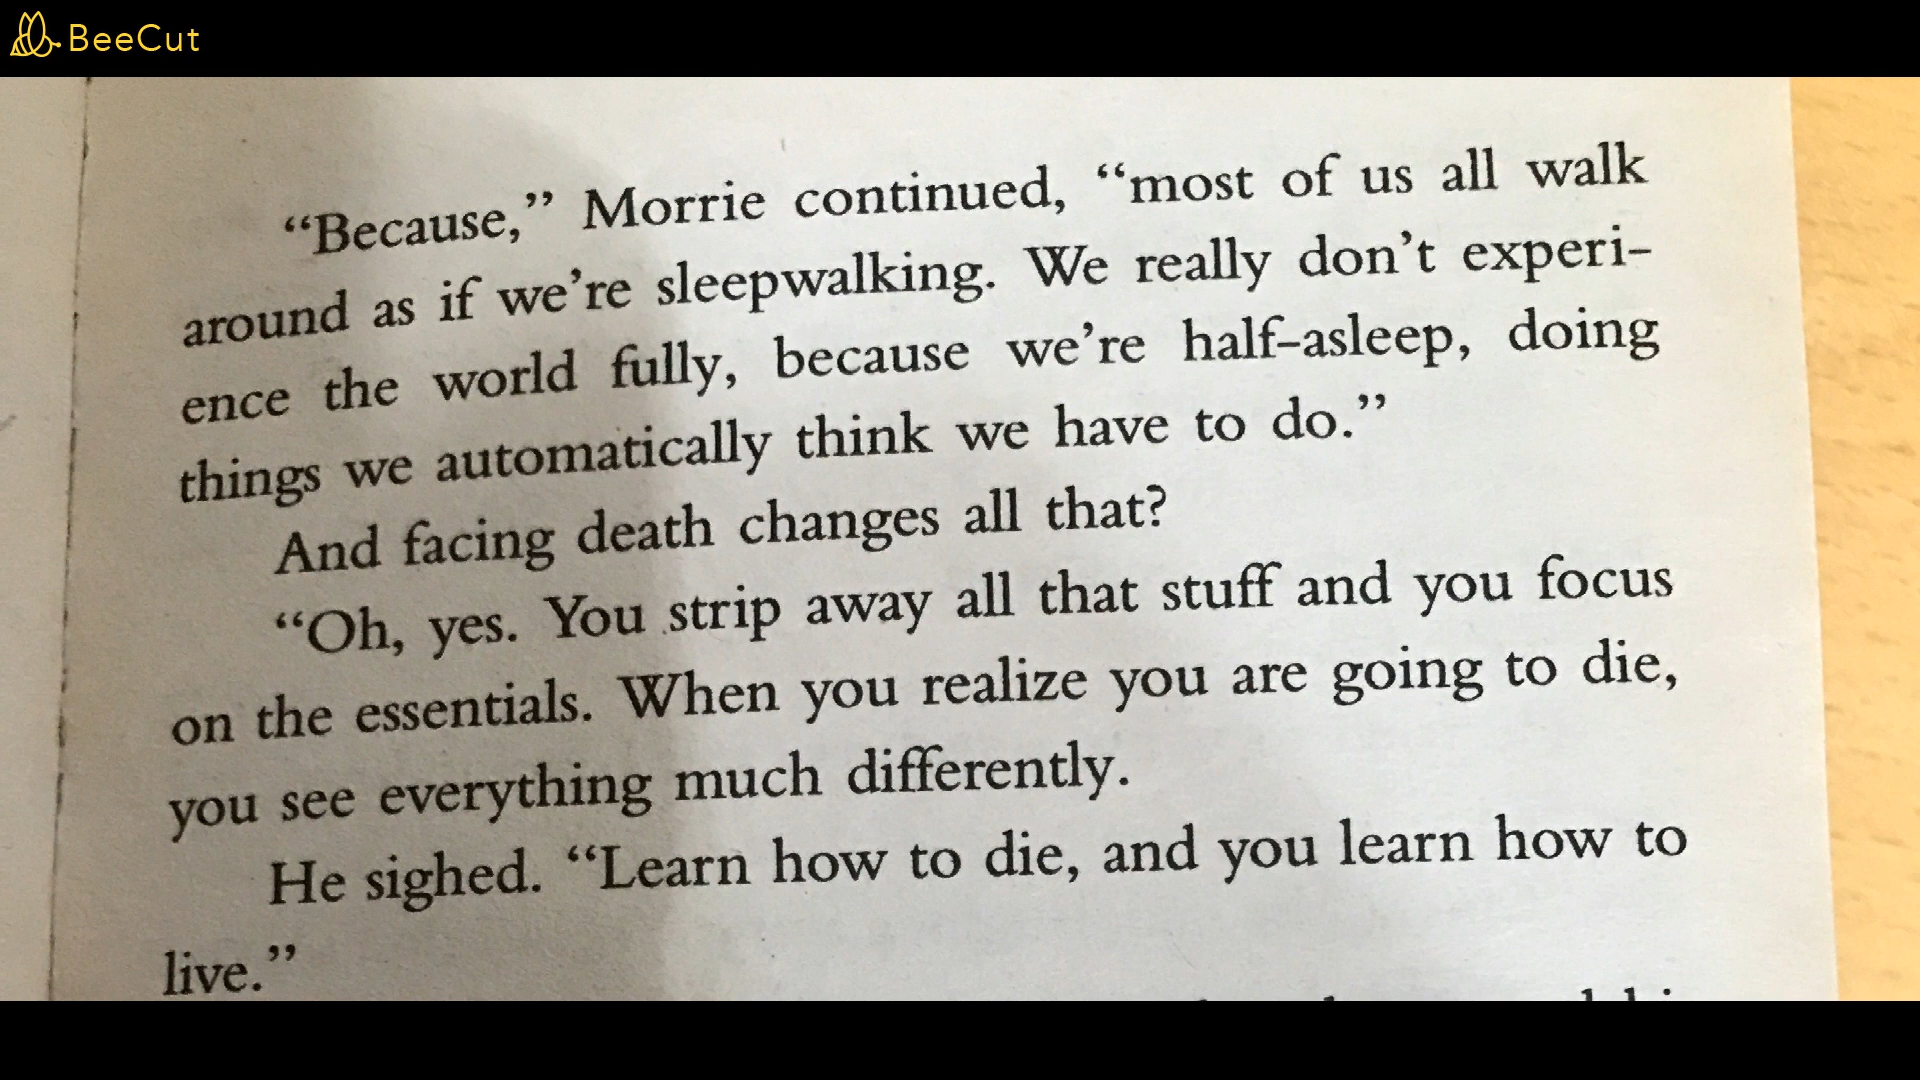 BeeCut
“Because,” Morrie continued, “most of us all walk
around as if we’re sleepwalking. We really don’t experi-
ence the world fully, because we’re half-asleep, doing
things we automatically think we have to do.”
And facing death changes all that?
“Oh, yes. You strip away all that stuff and you focus
on the essentials. When you realize you are going to die,
you see everything much differently.
He sighed. “Learn how to die, and you learn how to
live.”